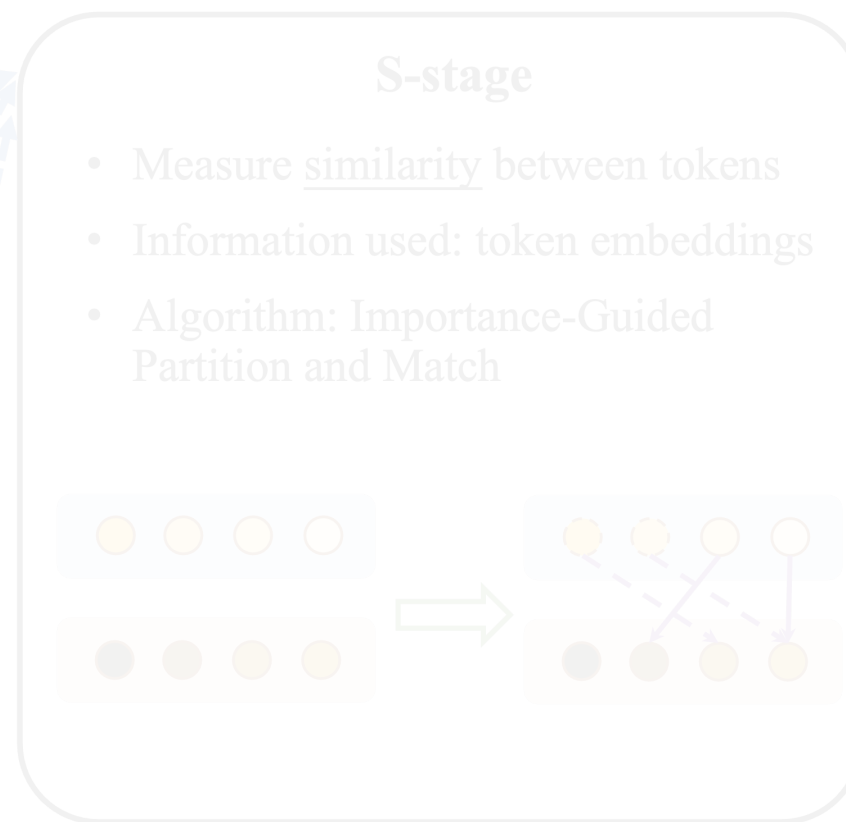 S-stage
• Measure similarity between tokens
• Information used: token embeddings
• Algorithm: Importance-Guided
Partition and Match